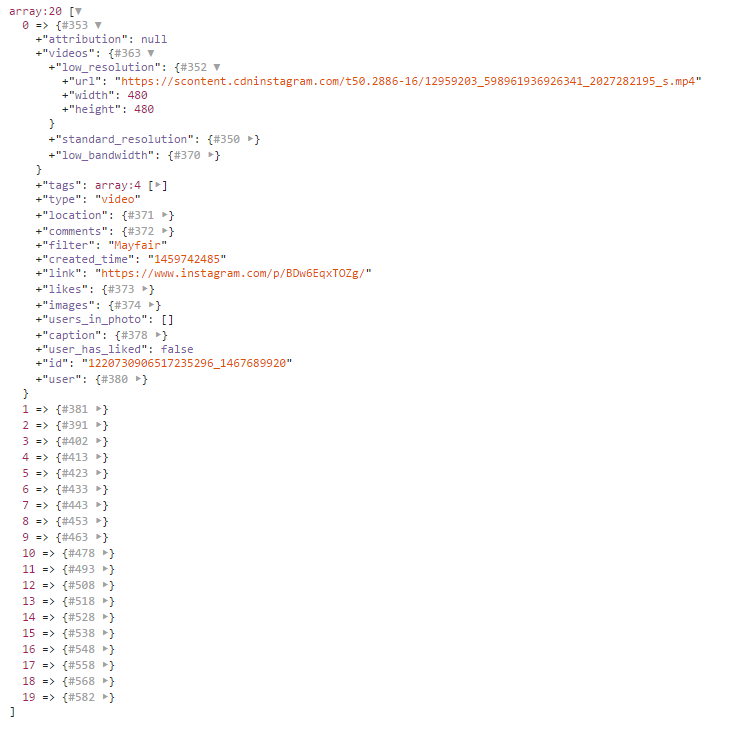 array:20 [▼
  0 => {#353 ▼
    +"attribution": null
    +"videos": {#363 ▼
      +"low_resolution": {#352 ▼
        +"url": "https://scontent.cdninstagram.com/t50.2886-16/12959203_598961936926341_2027282195_s.mp4"
        +"width": 480
        +"height": 480
      }
      +"standard_resolution": {#350 ▶}
      +"low_bandwidth": {#370 ▶}
    }
    +"tags": array:4 [▶]
    +"type": "video"
    +"location": {#371 ▶}
    +"comments": {#372 ▶}
    +"filter": "Mayfair"
    +"created_time": "1459742485"
    +"link": "https://www.instagram.com/p/BDw6EqxTOZg/"
    +"likes": {#373 ▶}
    +"images": {#374 ▶}
    +"users_in_photo": []
    +"caption": {#378 ▶}
    +"user_has_liked": false
    +"id": "1220730906517235296_1467689920"
    +"user": {#380 ▶}
  }
  1 => {#381 ▶}
  2 => {#391 ▶}
  3 => {#402 ▶}
  4 => {#413 ▶}
  5 => {#423 ▶}
  6 => {#433 ▶}
  7 => {#443 ▶}
  8 => {#453 ▶}
  9 => {#463 ▶}
  10 => {#478 ▶}
  11 => {#493 ▶}
  12 => {#508 ▶}
  13 => {#518 ▶}
  14 => {#528 ▶}
  15 => {#538 ▶}
  16 => {#548 ▶}
  17 => {#558 ▶}
  18 => {#568 ▶}
  19 => {#582 ▶}
]